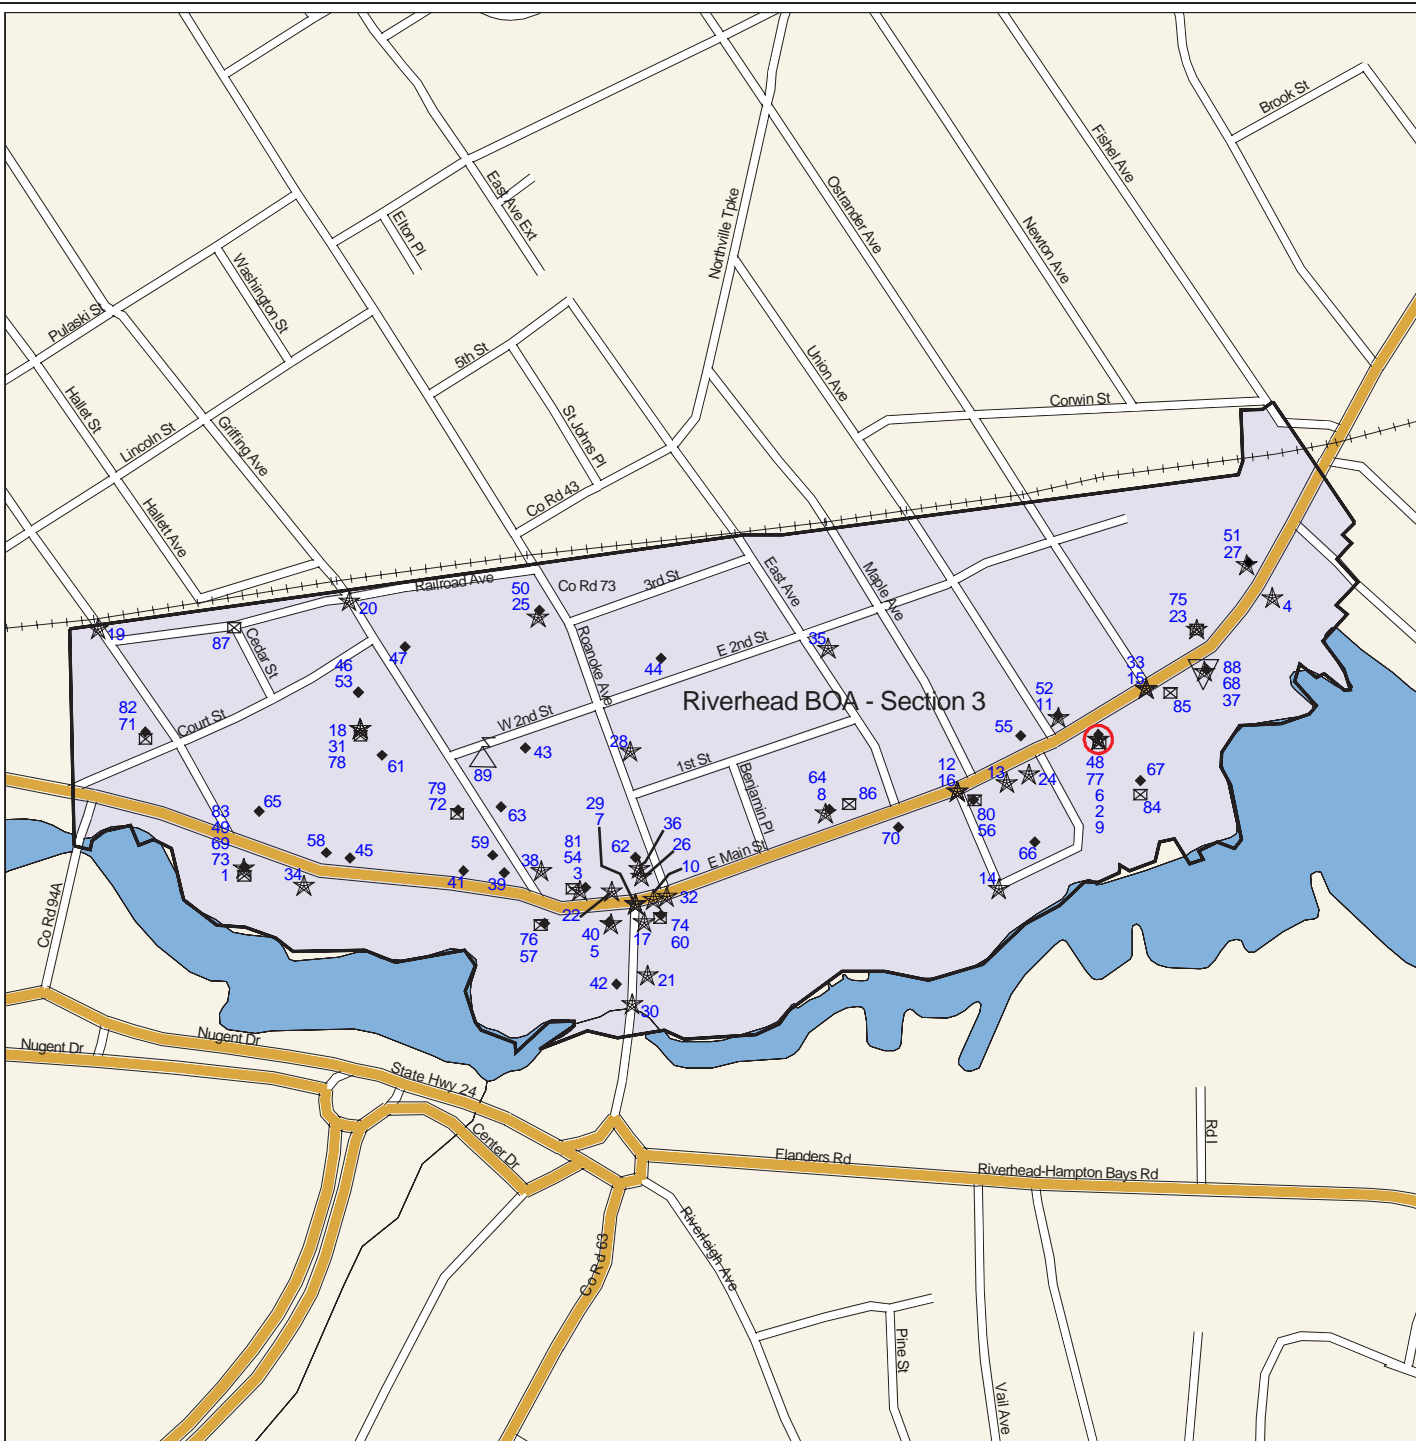 Brook St
Fishel Ave
Ostrander Ave
East Ave Ext
Elton Pl
Northville Tpke
Newton Ave
Washington St
Pulaski St
5th St
Union Ave
Hallet St
Corwin St
St Johns Pl
Lincoln St
Griffing Ave
Co Rd 43
Hallett Ave
51
27
Railroad Ave
Co Rd 73
3rd St
East Ave
Maple Ave
50
25
20
4
75
23
19
87
Cedar St
Roanoke Ave
E 2nd St
35
47
46
53
44
33
15
88
68
37
Riverhead BOA - Section 3
82
71
Court St
W 2nd St
52
11
85
18
31
78
61
43
28
55
89
1st St
Benjamin Pl
48
77
6
2
9
67
84
12
16
13
24
64
8
86
79
72
63
65
83
49
69
73
1
29
7
36
26
10
62
E Main St
70
80
56
66
58
45
59
81
54
3
38
41
39
34
32
14
22
40
5
17
74
60
76
57
Co Rd 94A
42
21
30
Nugent Dr
Nugent Dr
State Hwy 24
Center Dr
Flanders Rd
Riverhead-Hampton Bays Rd
Rd I
Riverleigh Ave
Co Rd 63
Pine St
Vail Ave